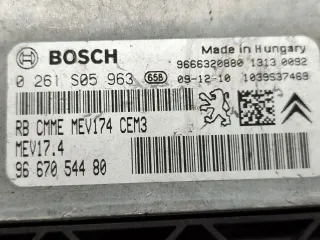 BOSCH
Made in Hungary
9666320880 1313 0092
0 261 S05 963 658 09-12-10 1039S37469
RB CMME MEV174 CEM3
MEV17.4
96 670 544 80